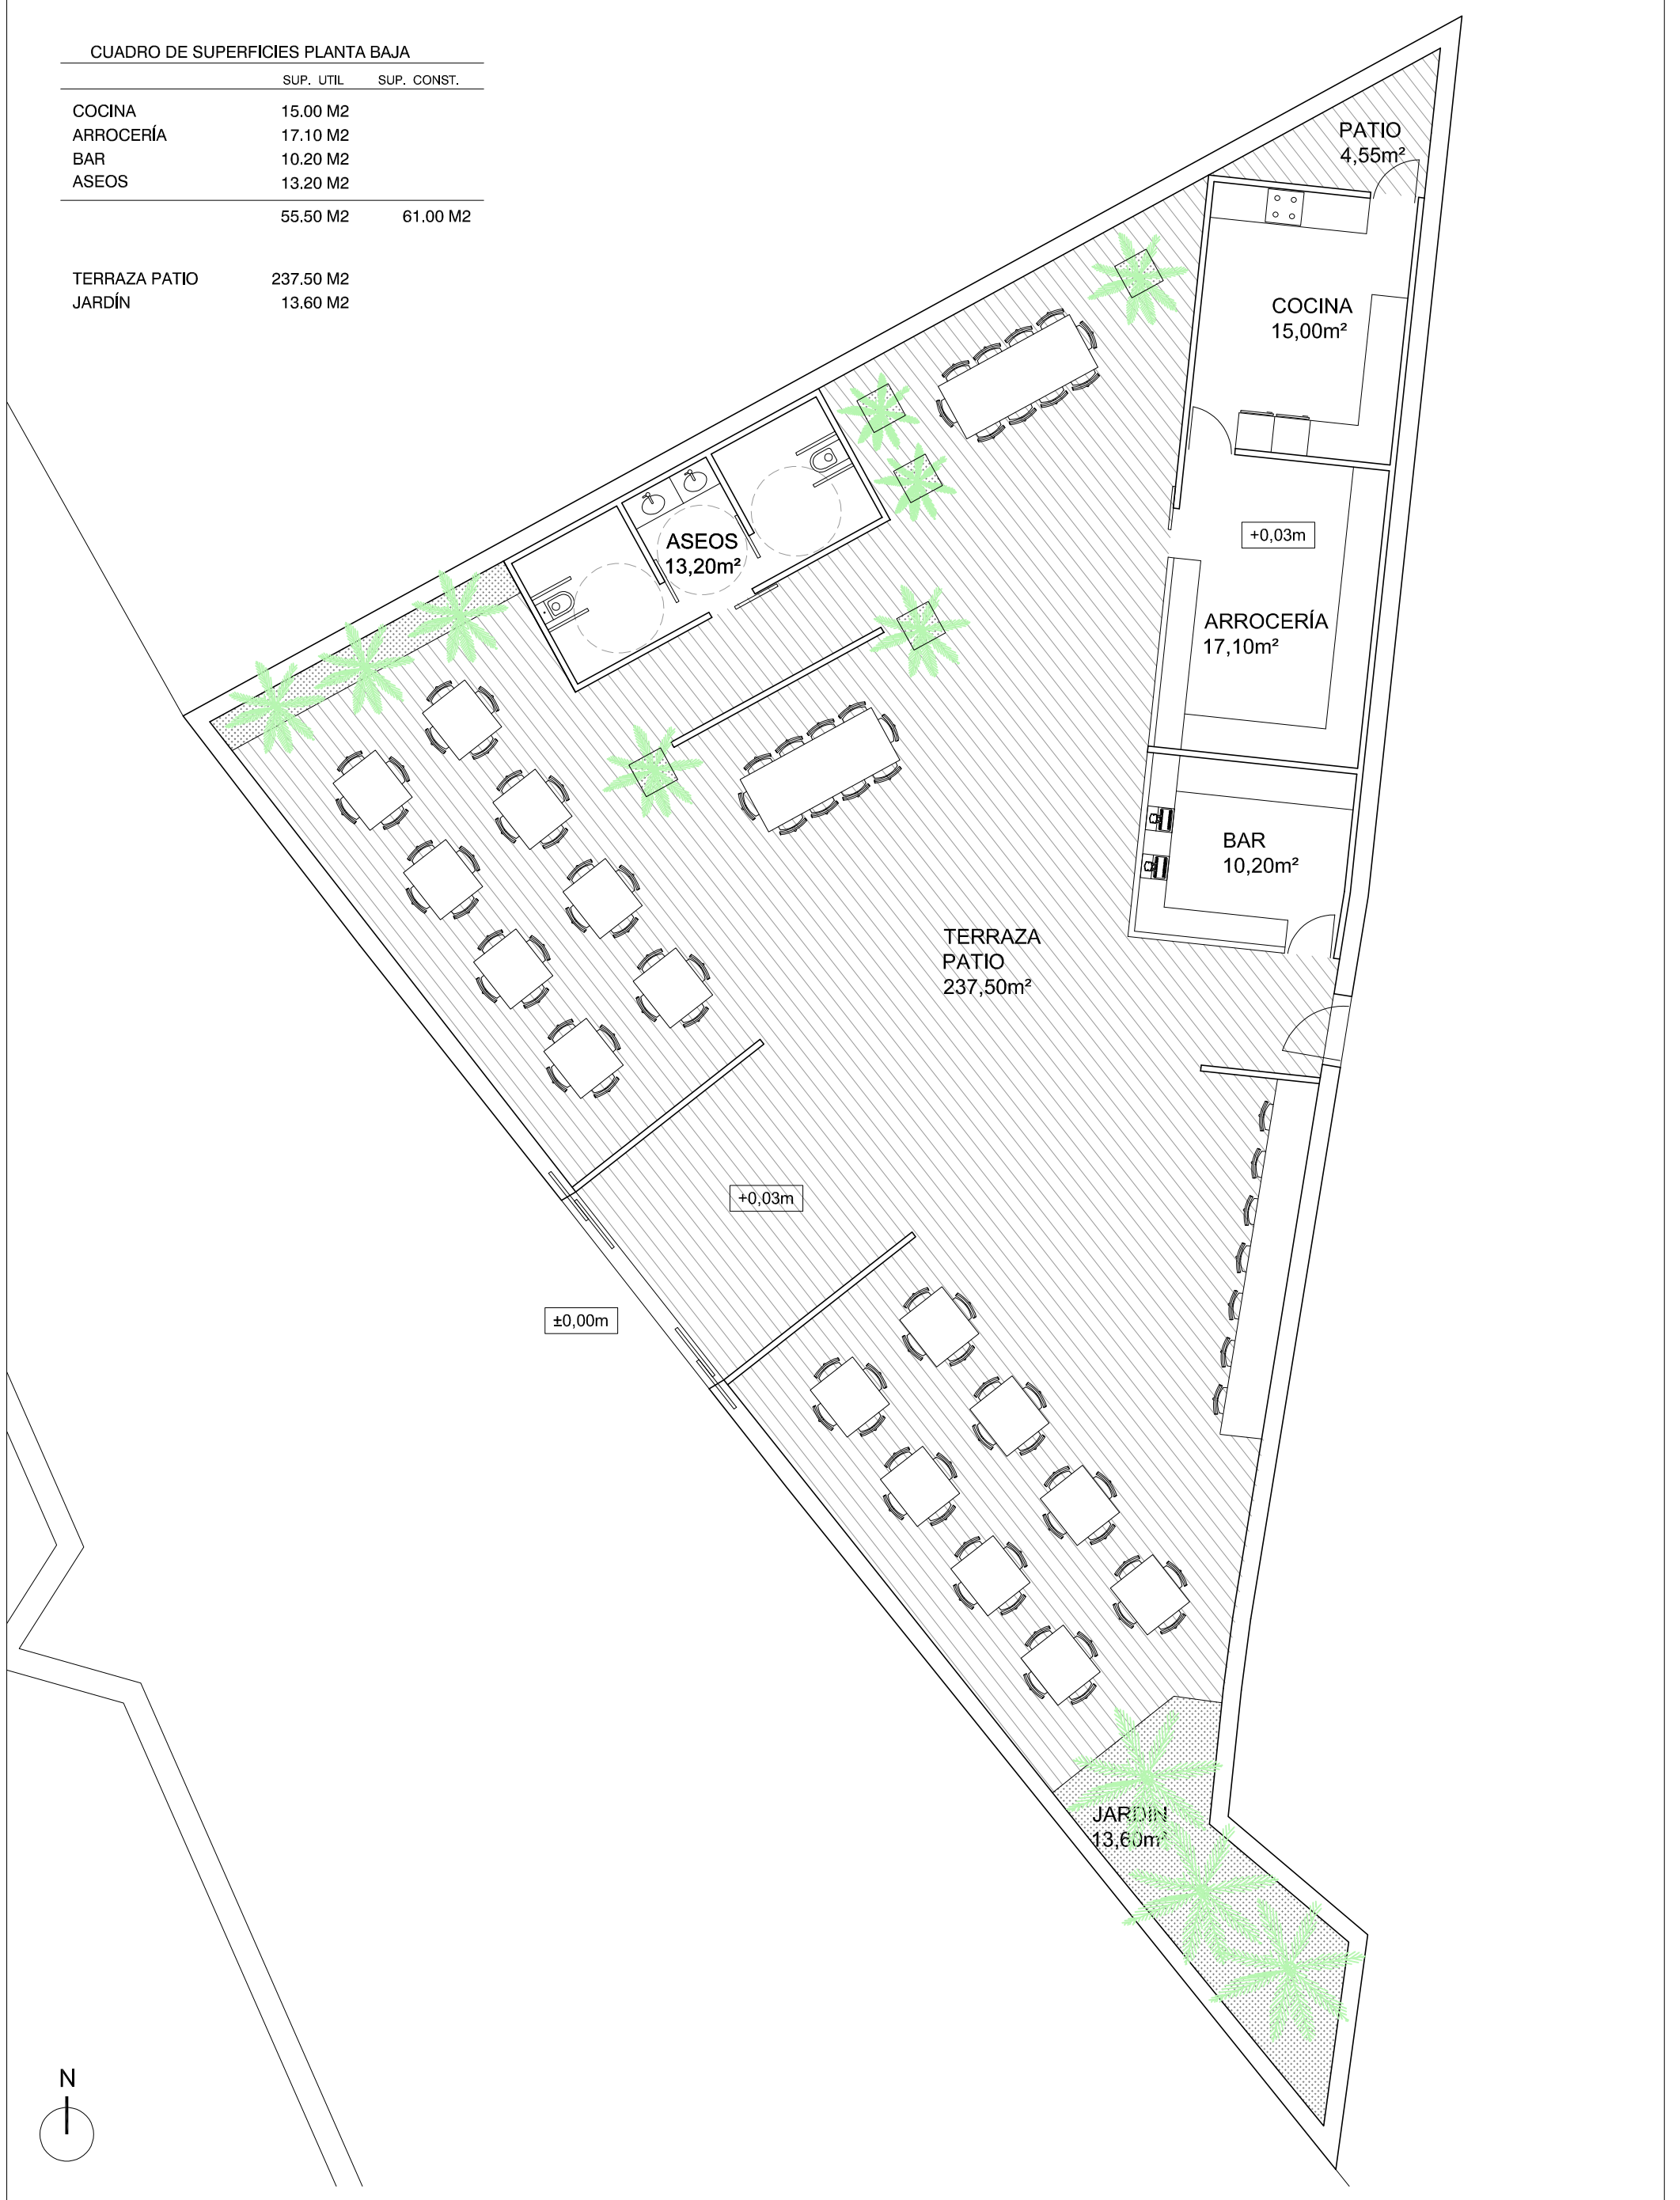 CUADRO DE SUPERFICIES PLANTA BAJA
SUP. UTIL SUP. CONST.
COCINA 15.00 M2
ARROCERÍA 17.10 M2
BAR 10.20 M2
ASEOS 13.20 M2
55.50 M2 61.00 M2
TERRAZA PATIO 237.50 M2
JARDÍN 13.60 M2
PATIO
4,55m²
COCINA
15,00m²
+0,03m
ASEOS
13,20m²
ARROCERÍA
17,10m²
BAR
10,20m²
TERRAZA
PATIO
237,50m²
+0,03m
±0,00m
JARDIN
13,60m²
N